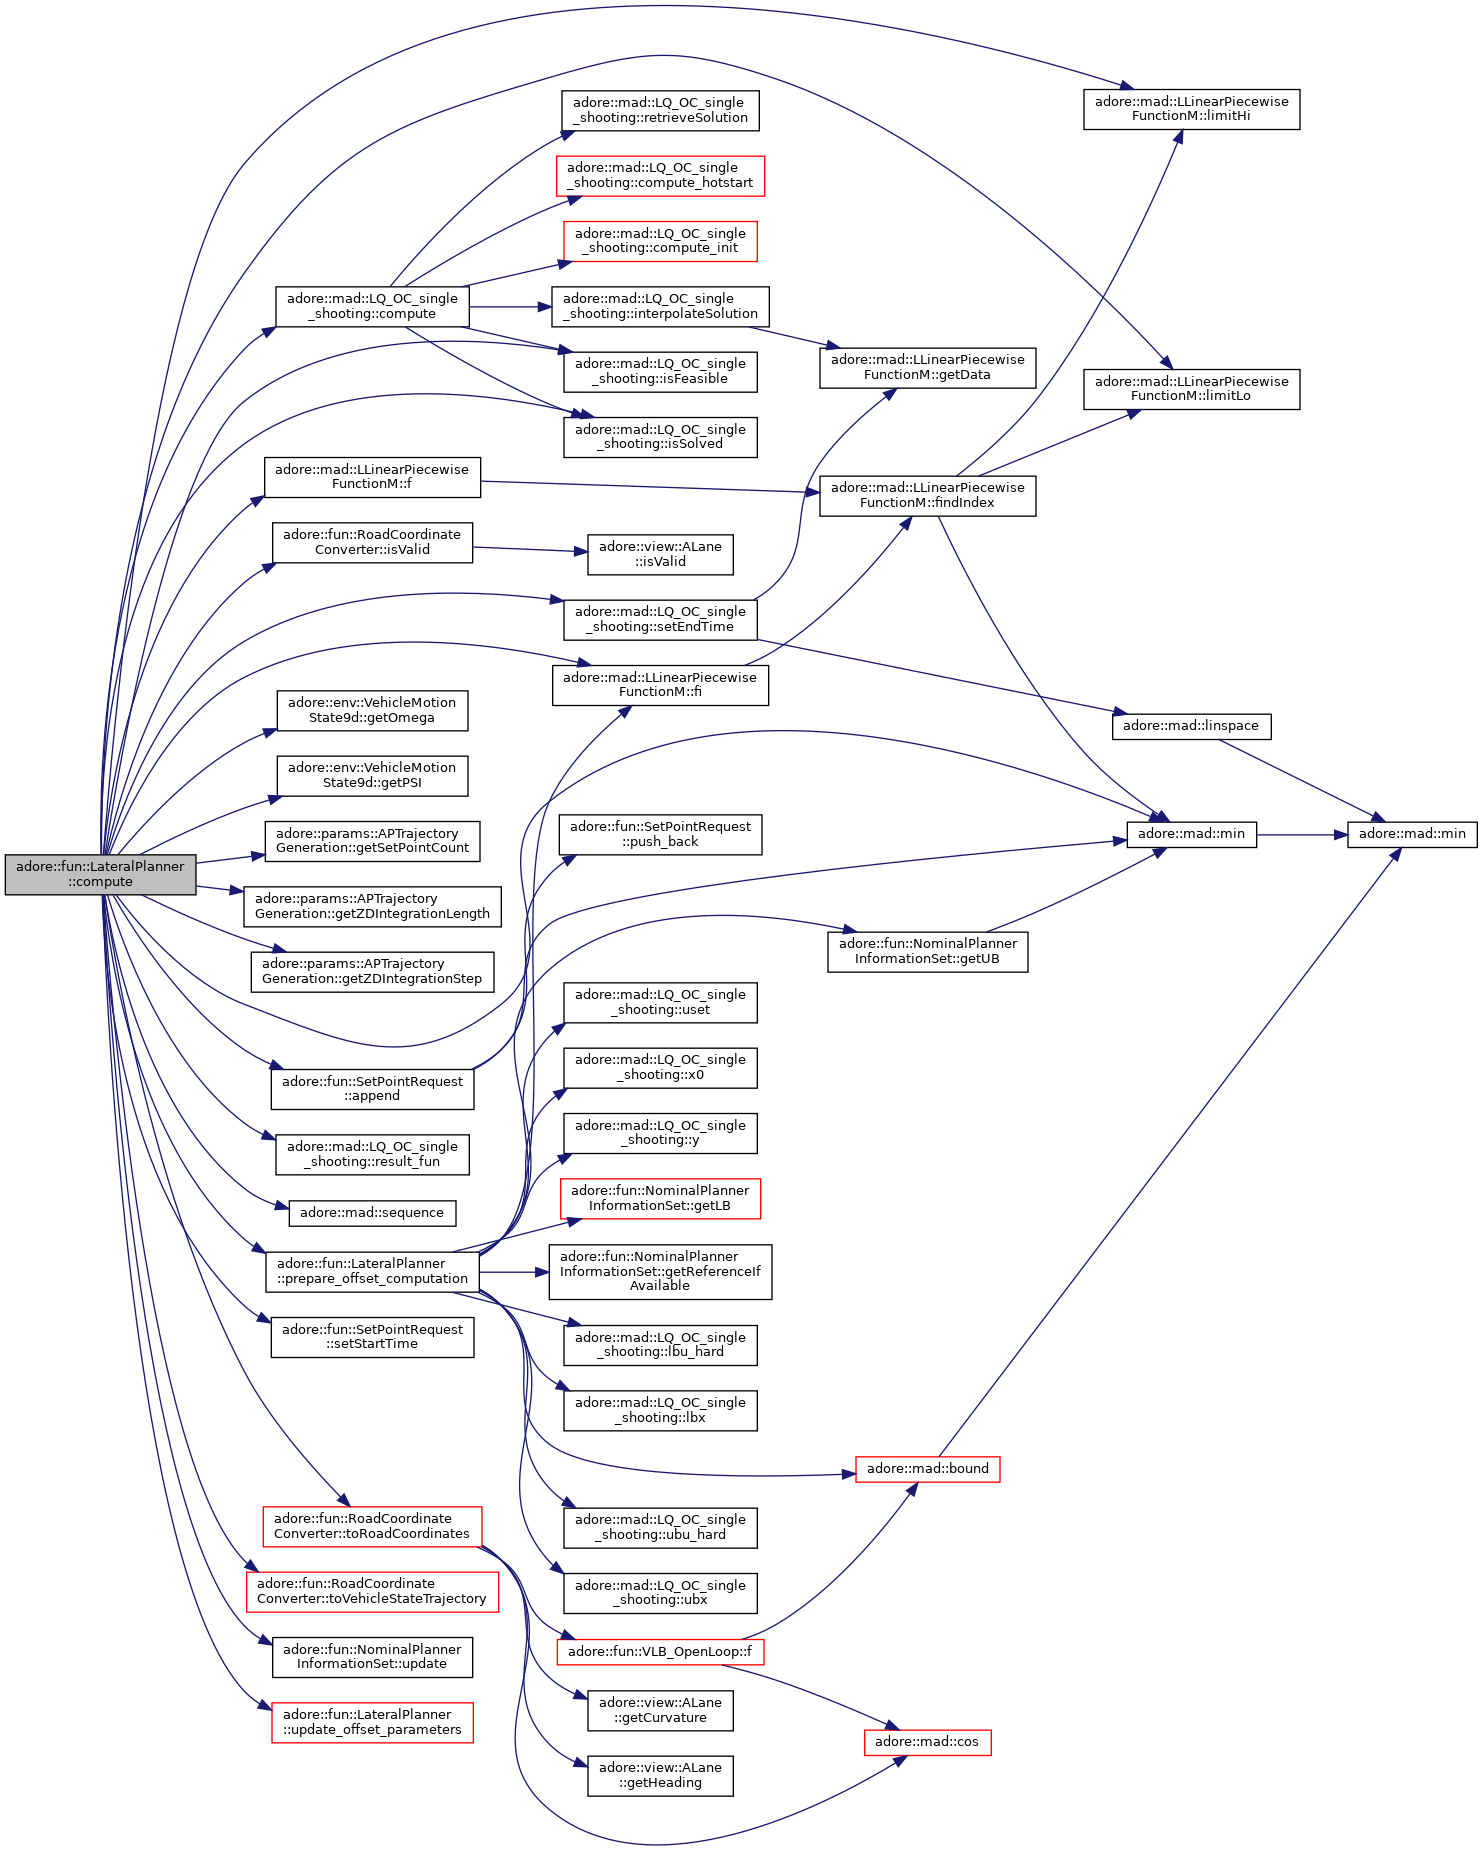 adore::fun::LateralPlanner
::compute
adore::mad::LQ_OC_single
_shooting::compute
adore::mad::LLinearPiecewise
FunctionM::f
adore::fun::RoadCoordinate
Converter::isValid
adore::env::VehicleMotion
State9d::getOmega
adore::env::VehicleMotion
State9d::getPSI
adore::params::APTrajectory
Generation::getSetPointCount
adore::params::APTrajectory
Generation::getZDIntegrationLength
adore::params::APTrajectory
Generation::getZDIntegrationStep
adore::fun::SetPointRequest
::append
adore::mad::LQ_OC_single
_shooting::result_fun
adore::mad::sequence
adore::fun::LateralPlanner
::prepare_offset_computation
adore::fun::SetPointRequest
::setStartTime
adore::fun::RoadCoordinate
Converter::toRoadCoordinates
adore::fun::RoadCoordinate
Converter::toVehicleStateTrajectory
adore::fun::NominalPlanner
InformationSet::update
adore::fun::LateralPlanner
::update_offset_parameters
adore::mad::LQ_OC_single
_shooting::retrieveSolution
adore::mad::LQ_OC_single
_shooting::compute_hotstart
adore::mad::LQ_OC_single
_shooting::compute_init
adore::mad::LQ_OC_single
_shooting::interpolateSolution
adore::mad::LQ_OC_single
_shooting::isFeasible
adore::mad::LQ_OC_single
_shooting::isSolved
adore::view::ALane
::isValid
adore::mad::LQ_OC_single
_shooting::setEndTime
adore::mad::LLinearPiecewise
FunctionM::fi
adore::fun::SetPointRequest
::push_back
adore::mad::LQ_OC_single
_shooting::uset
adore::mad::LQ_OC_single
_shooting::x0
adore::mad::LQ_OC_single
_shooting::y
adore::fun::NominalPlanner
InformationSet::getLB
adore::fun::NominalPlanner
InformationSet::getReferenceIf
Available
adore::mad::LQ_OC_single
_shooting::lbu_hard
adore::mad::LQ_OC_single
_shooting::lbx
adore::mad::LQ_OC_single
_shooting::ubu_hard
adore::mad::LQ_OC_single
_shooting::ubx
adore::fun::VLB_OpenLoop::f
adore::view::ALane
::getCurvature
adore::view::ALane
::getHeading
adore::mad::LLinearPiecewise
FunctionM::getData
adore::mad::LLinearPiecewise
FunctionM::findIndex
adore::fun::NominalPlanner
InformationSet::getUB
adore::mad::bound
adore::mad::cos
adore::mad::LLinearPiecewise
FunctionM::limitHi
adore::mad::LLinearPiecewise
FunctionM::limitLo
adore::mad::linspace
adore::mad::min
adore::mad::min